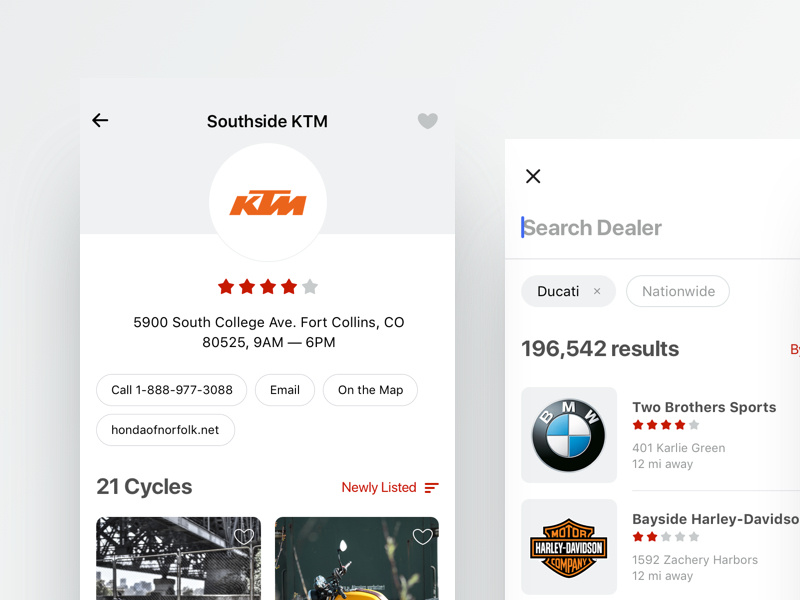 Southside KTM
KTM
5900 South College Ave. Fort Collins, CO
80525, 9AM — 6PM
Call 1-888-977-3088
Email
On the Map
hondaofnorfolk.net
21 Cycles
Newly Listed
Search Dealer
Ducati ×
Nationwide
196,542 results
By
BMW
Two Brothers Sports
401 Karlie Green
12 mi away
MOTOR
HARLEY-DAVIDSON
COMPANY
Bayside Harley-Davidso
1592 Zachery Harbors
12 mi away